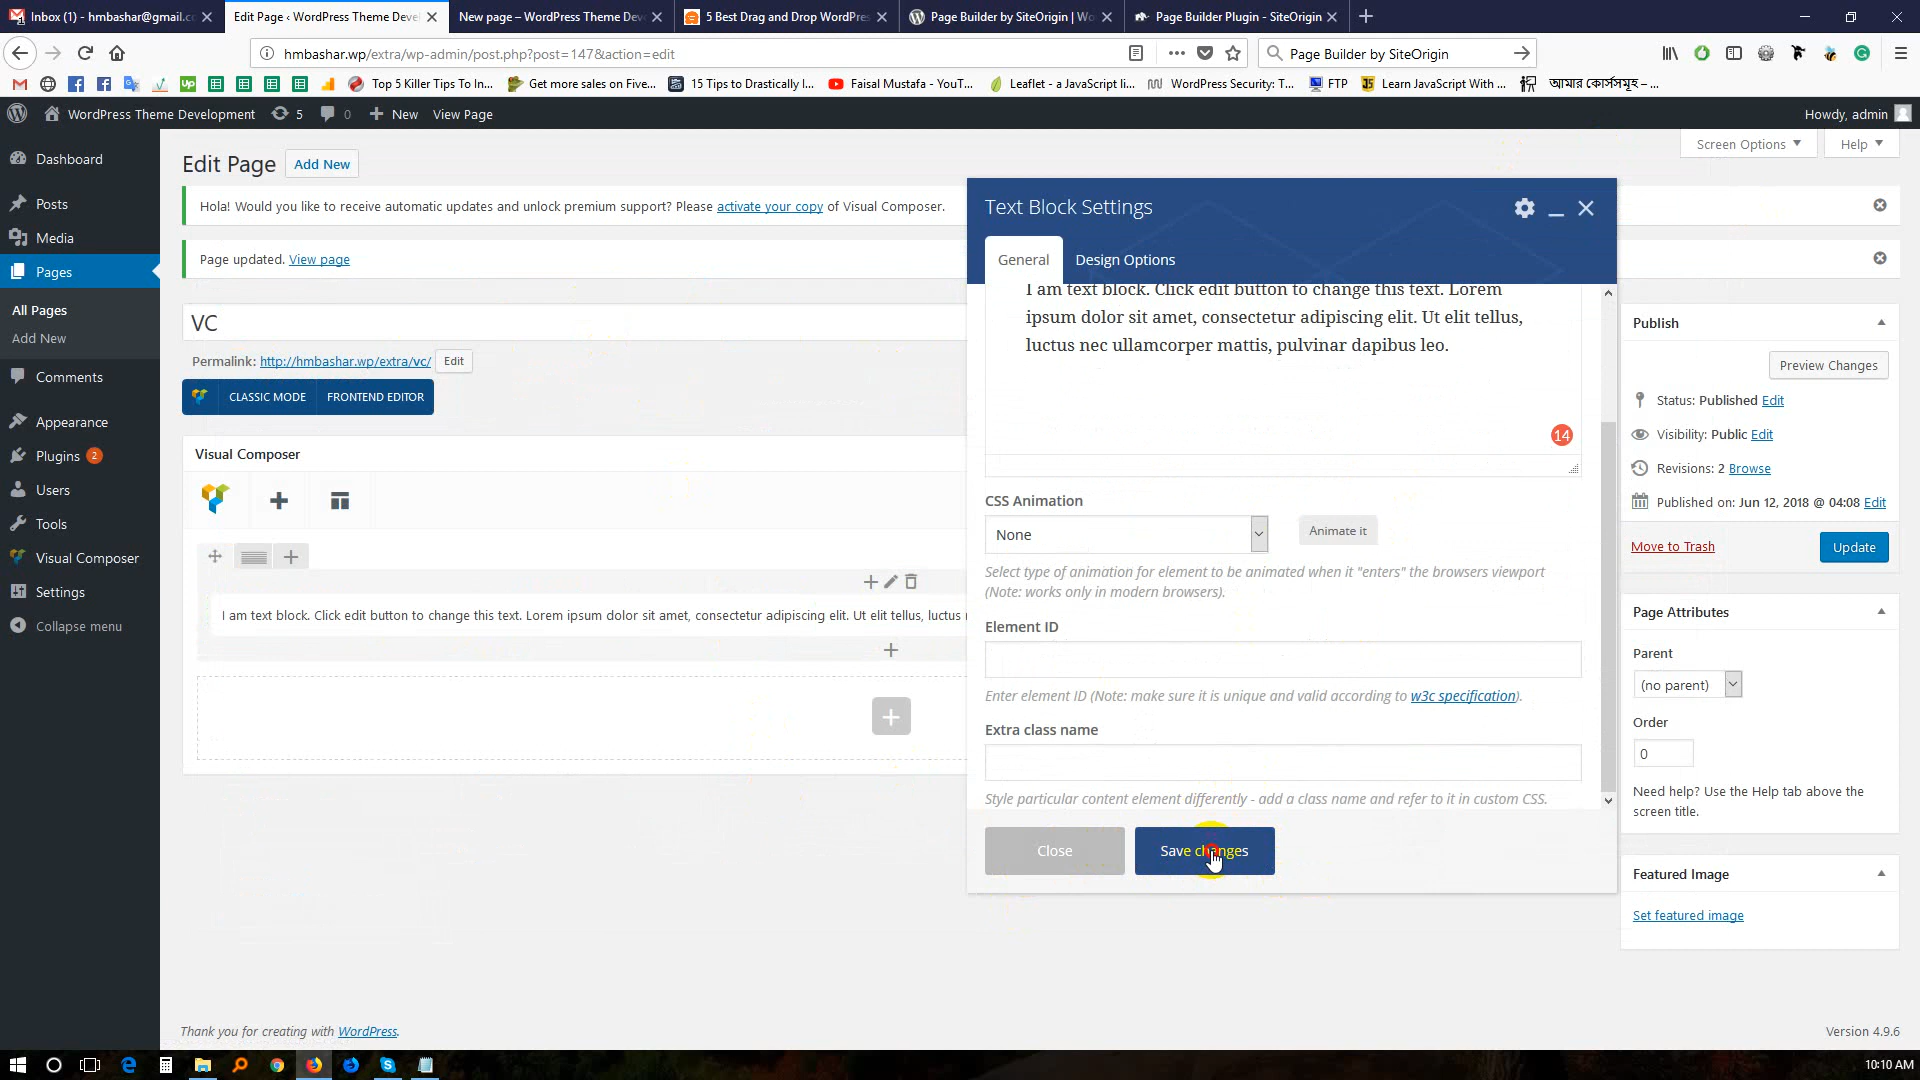 Inbox (1) - hmbashar@gmail.c
Edit Page ‹ WordPress Theme Devel
New page – WordPress Theme Dev
5 Best Drag and Drop WordPres
Page Builder by SiteOrigin | Wo
Page Builder Plugin - SiteOrigin
hmbashar.wp/extra/wp-admin/post.php?post=147&action=edit
Page Builder by SiteOrigin
Top 5 Killer Tips To In...
Get more sales on Five...
15 Tips to Drastically I...
Faisal Mustafa - YouT...
Leaflet - a JavaScript li...
WordPress Security: T...
FTP
Learn JavaScript With ...
আমার কোর্সসমূহ – ...
WordPress Theme Development
5
0
New
View Page
Howdy, admin
Dashboard
Posts
Media
Pages
All Pages
Add New
Comments
Appearance
Plugins 2
Users
Tools
Visual Composer
Settings
Collapse menu
Edit Page
Add New
Screen Options
Help
Hola! Would you like to receive automatic updates and unlock premium support? Please activate your copy of Visual Composer.
Page updated. View page
VC
Permalink: http://hmbashar.wp/extra/vc/ Edit
CLASSIC MODE
FRONTEND EDITOR
Visual Composer
I am text block. Click edit button to change this text. Lorem ipsum dolor sit amet, consectetur adipiscing elit. Ut elit tellus, luctus
Text Block Settings
General
Design Options
I am text block. Click edit button to change this text. Lorem
ipsum dolor sit amet, consectetur adipiscing elit. Ut elit tellus,
luctus nec ullamcorper mattis, pulvinar dapibus leo.
14
CSS Animation
None
Animate it
Select type of animation for element to be animated when it "enters" the browsers viewport
(Note: works only in modern browsers).
Element ID
Enter element ID (Note: make sure it is unique and valid according to w3c specification).
Extra class name
Style particular content element differently - add a class name and refer to it in custom CSS.
Close
Save changes
Publish
Preview Changes
Status: Published Edit
Visibility: Public Edit
Revisions: 2 Browse
Published on: Jun 12, 2018 @ 04:08 Edit
Move to Trash
Update
Page Attributes
Parent
(no parent)
Order
0
Need help? Use the Help tab above the
screen title.
Featured Image
Set featured image
Thank you for creating with WordPress.
Version 4.9.6
10:10 AM